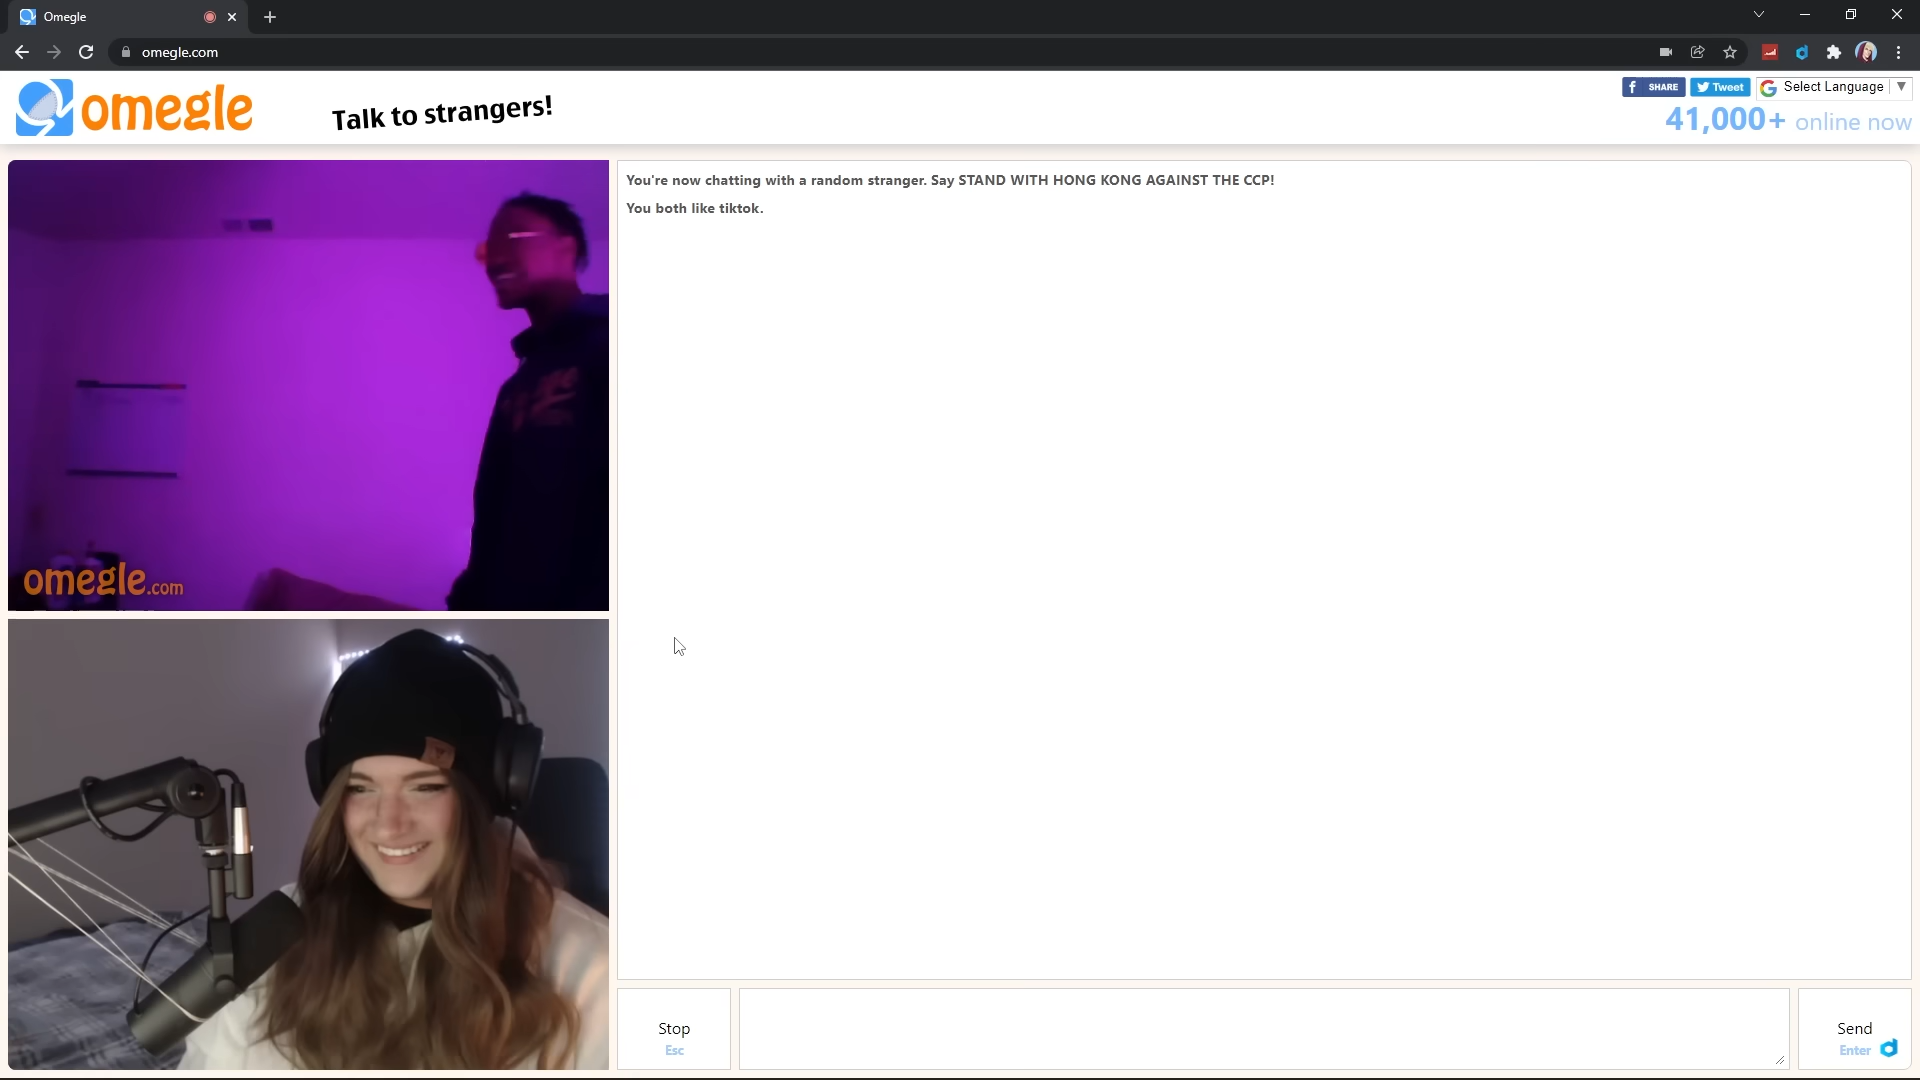 Omegle
omegle.com
omegle
Talk to strangers!
SHARE
Tweet
Select Language
41,000+ online now
You're now chatting with a random stranger. Say STAND WITH HONG KONG AGAINST THE CCP!
You both like tiktok.
omegle.com
Stop
Esc
Send
Enter